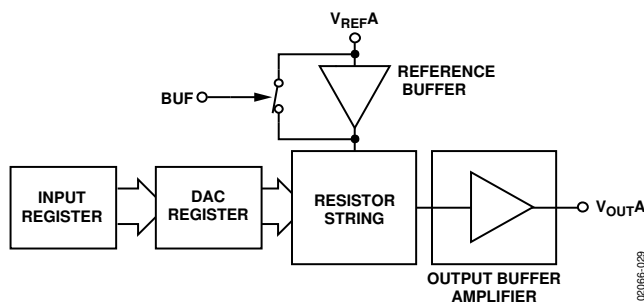 VREFA
REFERENCE
BUFFER
BUF
INPUT
REGISTER
DAC
REGISTER
RESISTOR
STRING
VOUTA
OUTPUT BUFFER
AMPLIFIER
02066-029